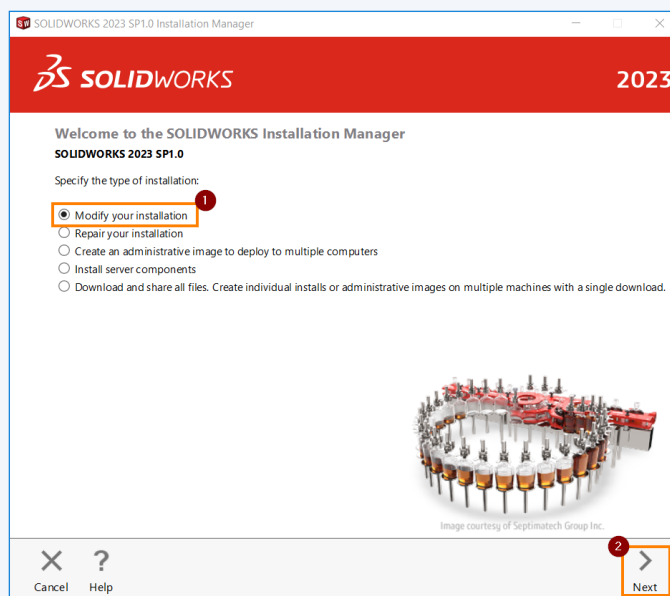 SOLIDWORKS 2023 SP1.0 Installation Manager
SOLIDWORKS
2023
Welcome to the SOLIDWORKS Installation Manager
SOLIDWORKS 2023 SP1.0
Specify the type of installation:
1
Modify your installation
Repair your installation
Create an administrative image to deploy to multiple computers
Install server components
Download and share all files. Create individual installs or administrative images on multiple machines with a single download.
Image courtesy of Septimatech Group Inc.
2
Cancel
Help
Next